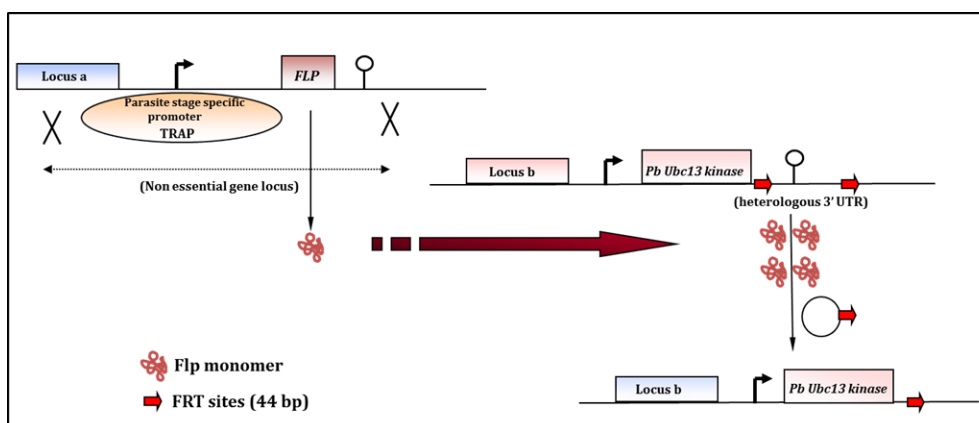 Locus a
FLP
Parasite stage specific
promoter
TRAP
(Non essential gene locus)
Locus b
Pb Ubc13 kinase
(heterologous 3' UTR)
Flp monomer
FRT sites (44 bp)
Locus b
Pb Ubc13 kinase